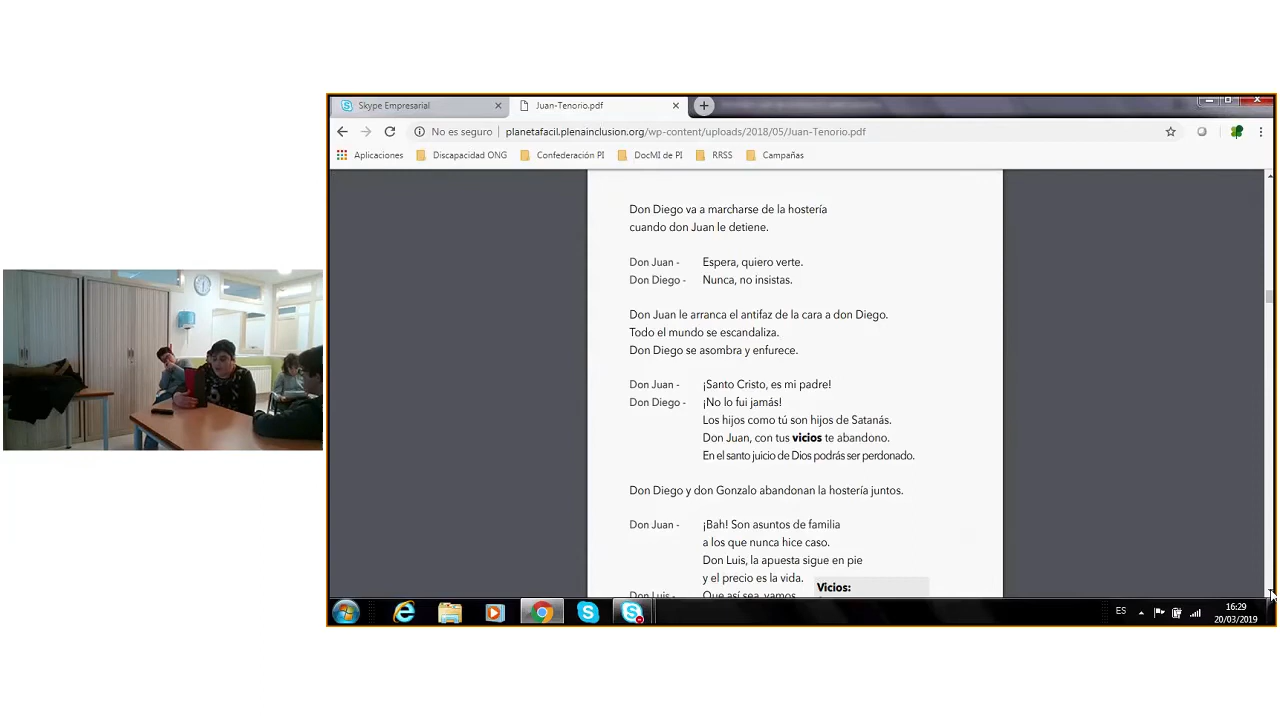 Skype Empresarial
Juan-Tenorio.pdf
No es seguro
planetafacil.plenainclusion.org/wp-content/uploads/2018/05/Juan-Tenorio.pdf
Aplicaciones
Discapacidad ONG
Confederación PI
DocMI de PI
RRSS
Campañas
Don Diego va a marcharse de la hostería
cuando don Juan le detiene.
Don Juan - Espera, quiero verte.
Don Diego - Nunca, no insistas.
Don Juan le arranca el antifaz de la cara a don Diego.
Todo el mundo se escandaliza.
Don Diego se asombra y enfurece.
Don Juan - ¡Santo Cristo, es mi padre!
Don Diego - ¡No lo fui jamás!
Los hijos como tú son hijos de Satanás.
Don Juan, con tus vicios te abandono.
En el santo juicio de Dios podrás ser perdonado.
Don Diego y don Gonzalo abandonan la hostería juntos.
Don Juan - ¡Bah! Son asuntos de familia
a los que nunca hice caso.
Don Luis, la apuesta sigue en pie
y el precio es la vida.
Vicios:
Don Luis - Que así sea, vamos
ES
16:29
20/03/2019